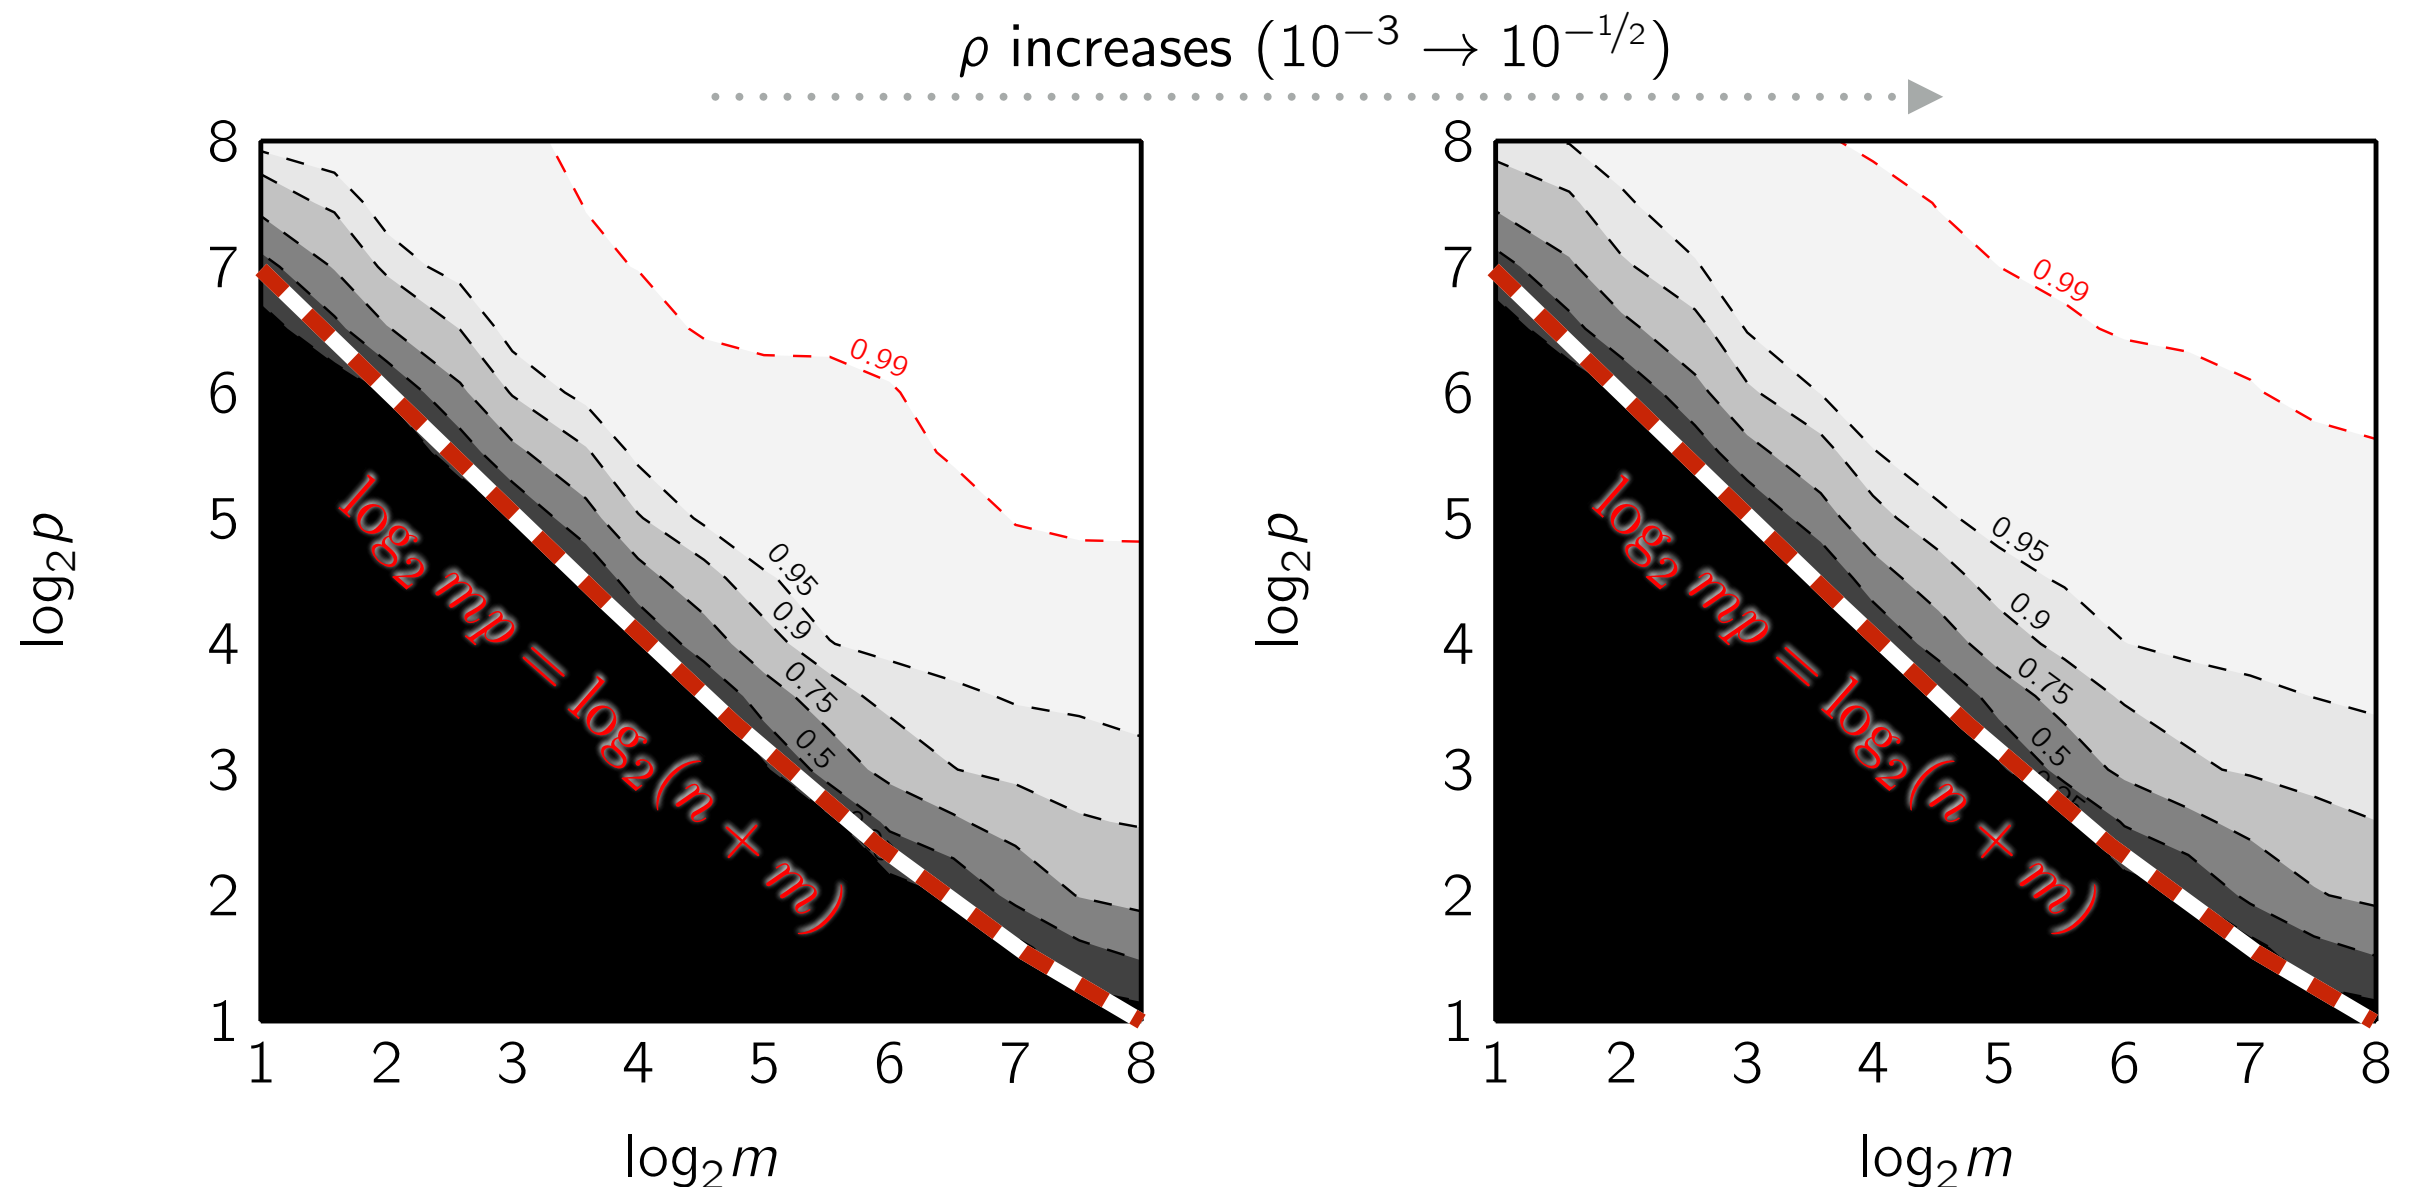 ρ increases (10⁻³ → 10⁻¹/²)
8
7
6
5
4
3
2
1
log₂ p
0.99
0.95
0.9
0.75
0.5
log₂ mp = log₂(n + m)
1 2 3 4 5 6 7 8
log₂ m
8
7
6
5
4
3
2
1
log₂ p
0.99
0.95
0.9
0.75
0.5
log₂ mp = log₂(n + m)
1 2 3 4 5 6 7 8
log₂ m